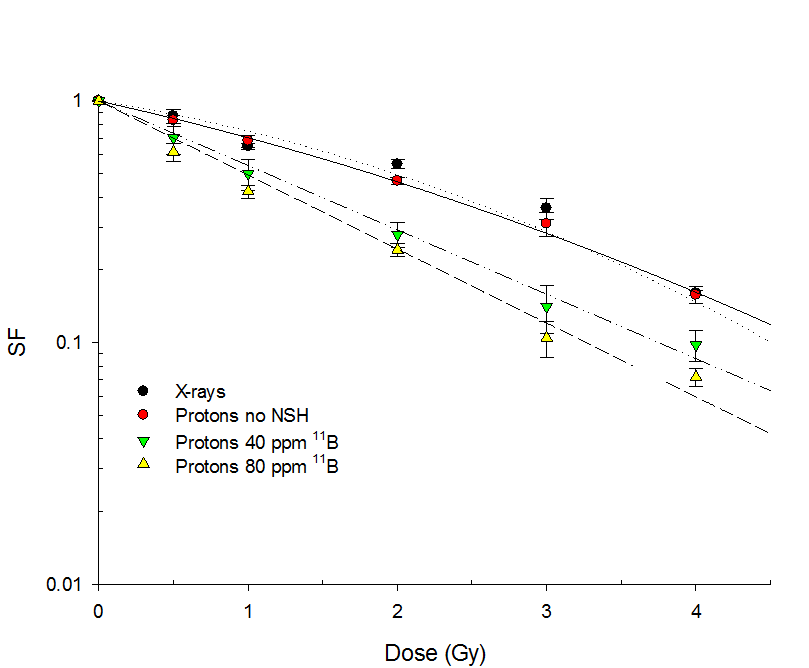 1
0.1
0.01
SF
X-rays
Protons no NSH
Protons 40 ppm ¹¹B
Protons 80 ppm ¹¹B
0 1 2 3 4
Dose (Gy)